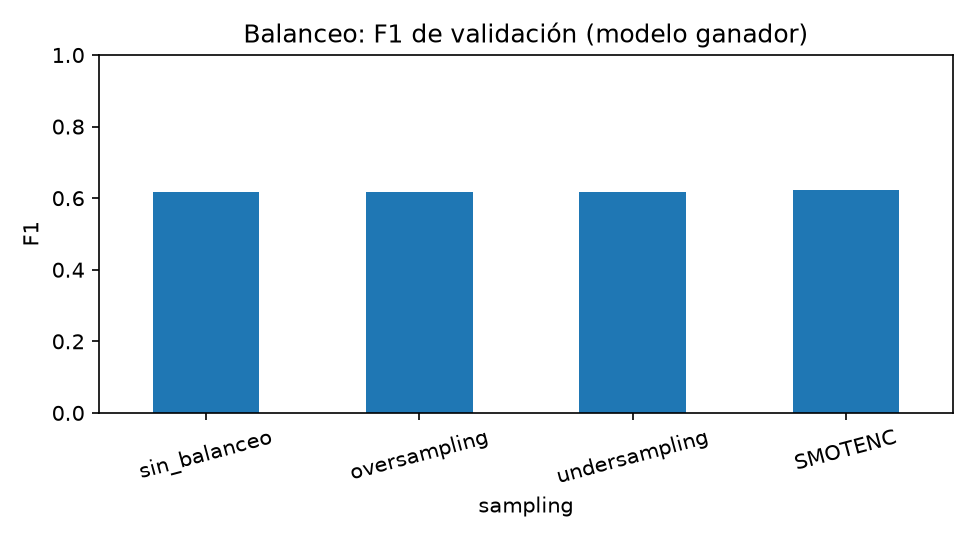 Balanceo: F1 de validación (modelo ganador)
F1
1.0
0.8
0.6
0.4
0.2
0.0
sin_balanceo
oversampling
undersampling
SMOTENC
sampling